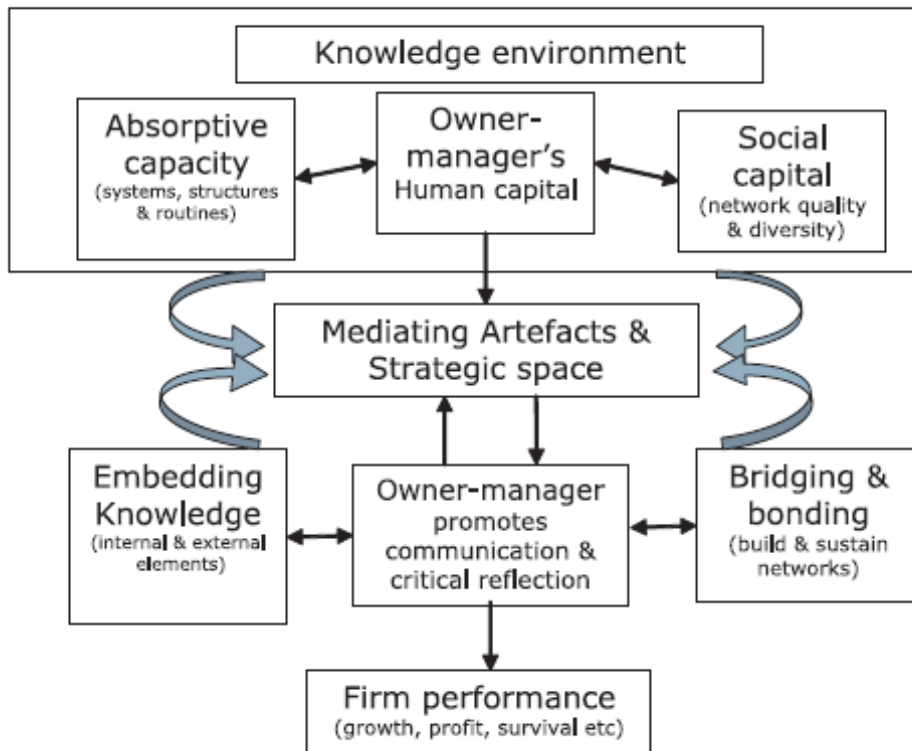 Knowledge environment
Absorptive
capacity
(systems, structures
& routines)
Owner-
manager's
Human capital
Social
capital
(network quality
& diversity)
Mediating Artefacts &
Strategic space
Embedding
Knowledge
(internal & external
elements)
Owner-manager
promotes
communication &
critical reflection
Bridging &
bonding
(build & sustain
networks)
Firm performance
(growth, profit, survival etc)